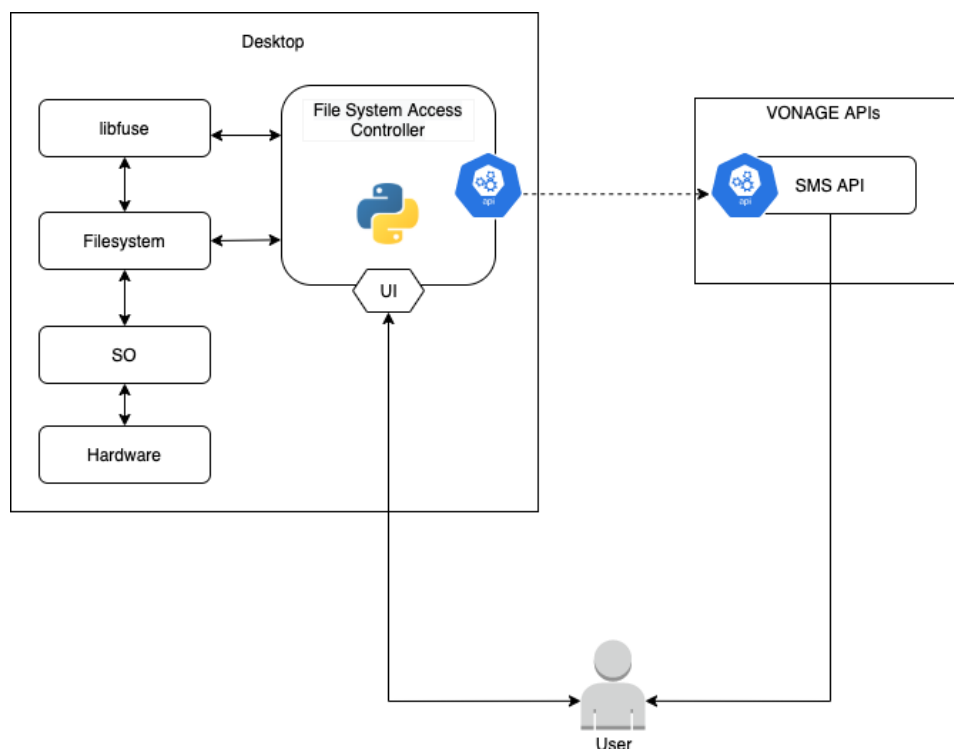 Desktop
libfuse
File System Access
Controller
api
Filesystem
UI
SO
Hardware
VONAGE APIs
api
SMS API
User